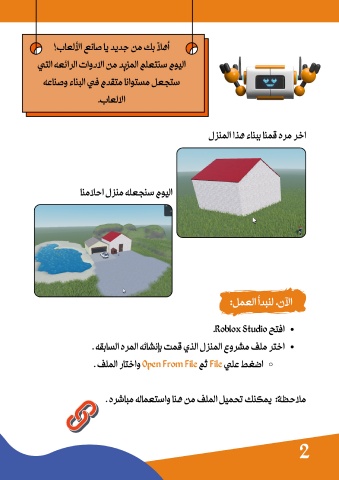 أهلاً بك من جديد يا صانع الألعاب!
اليوم سنتعلم المزيد من الادوات الرائعه التي
ستجعل مستوانا متقدم في البناء وصناعه
الالعاب.
اخر مره قمنا ببناء هذا المنزل
اليوم سنجعله منزل احلامنا
الآن، لنبدأ العمل:
• افتح Roblox Studio.
• اختر ملف مشروع المنزل الذي قمت بإنشائه المره السابقه .
○ اضغط علي File ثم Open From File واختار الملف .
ملاحظة: يمكنك تحميل الملف من هنا واستعماله مباشره .
2